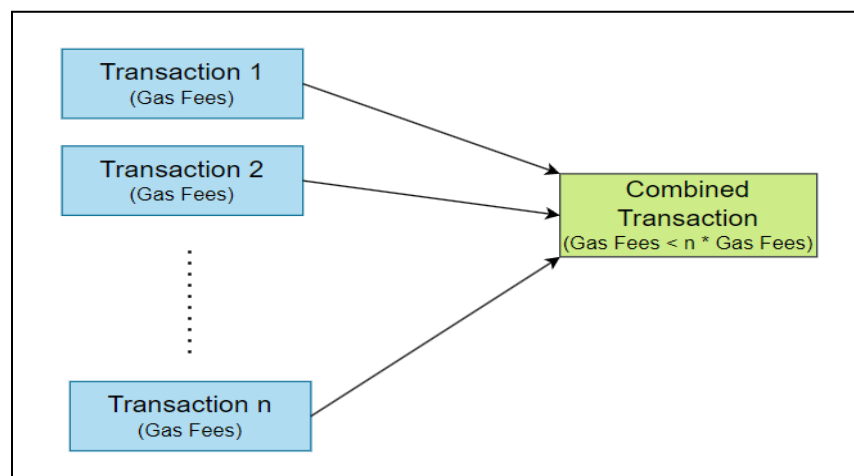 Transaction 1
(Gas Fees)
Transaction 2
(Gas Fees)
Transaction n
(Gas Fees)
Combined
Transaction
(Gas Fees < n * Gas Fees)